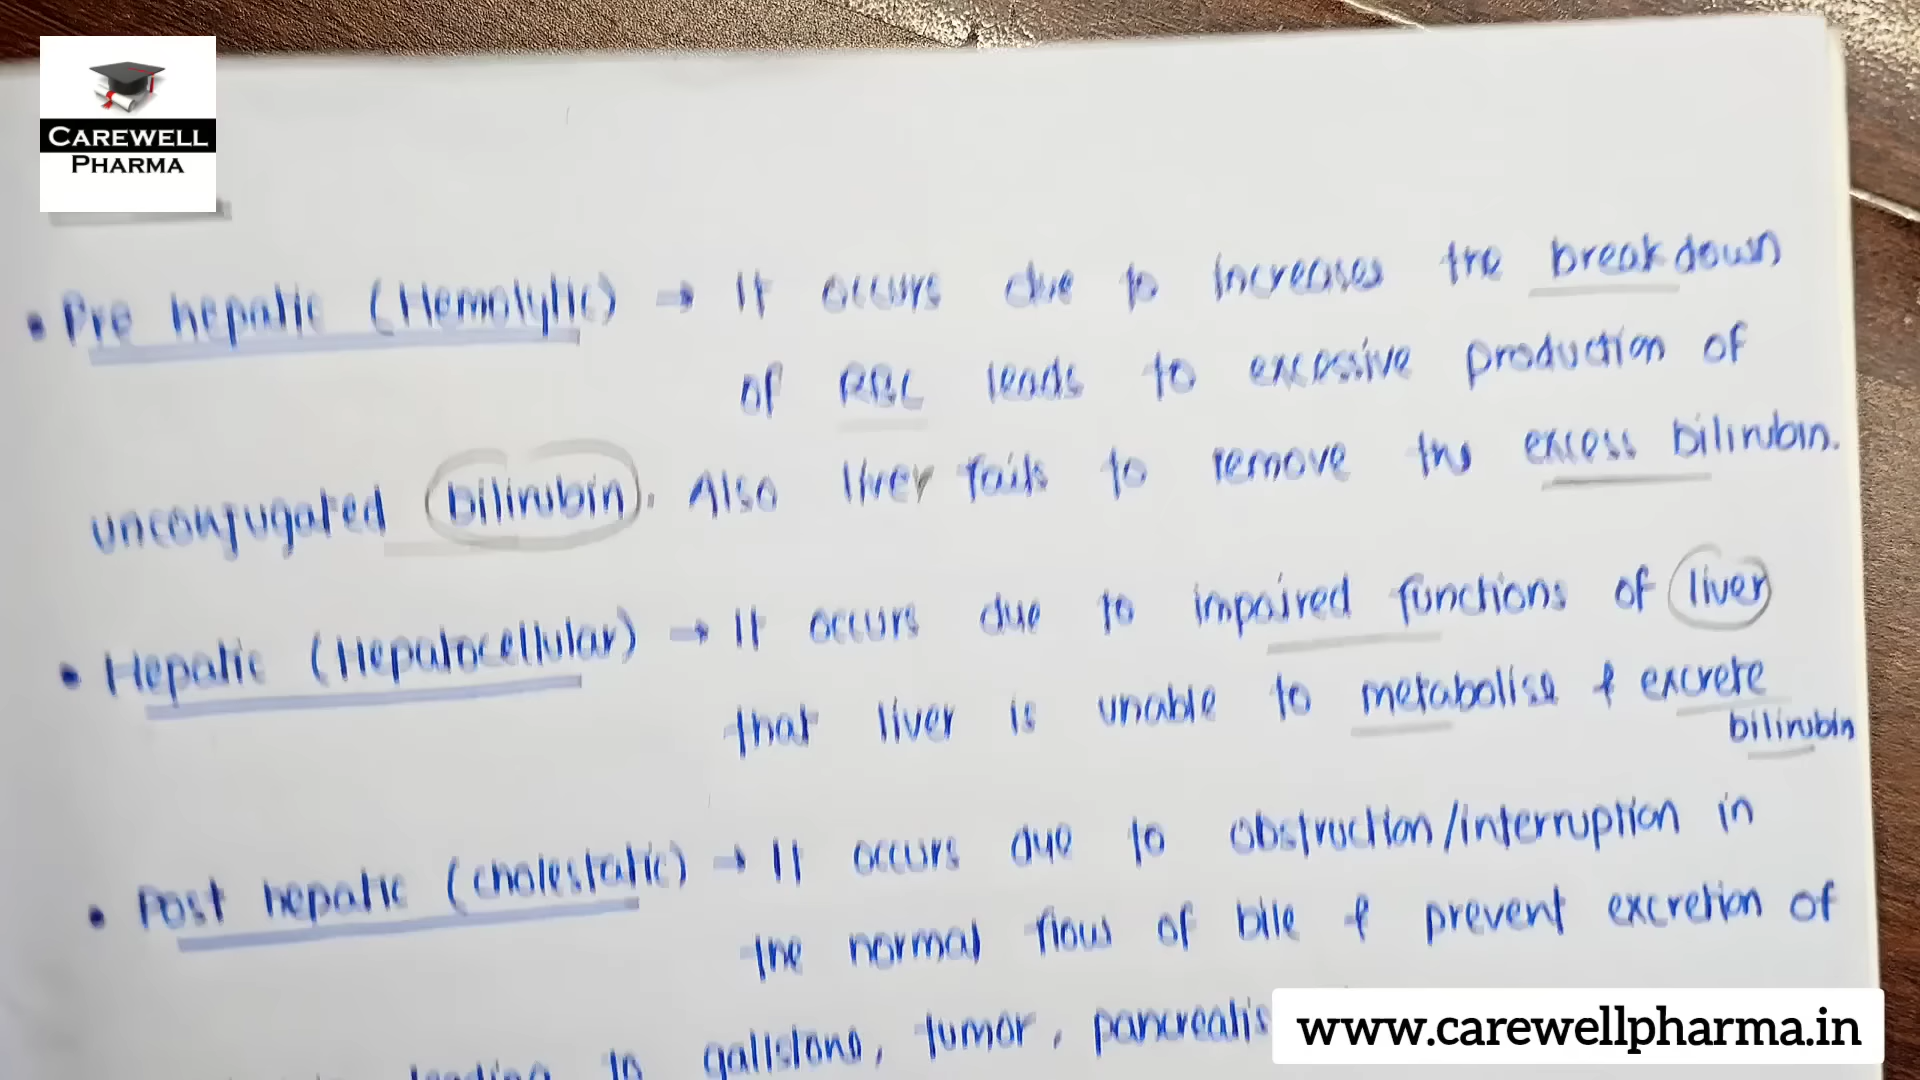 CAREWELL
PHARMA
• Pre hepatic (Hemolytic) → It occurs due to increases the breakdown
of RBC leads to excessive production of
unconjugated bilirubin. Also liver fails to remove the excess bilirubin.
• Hepatic (Hepatocellular) → It occurs due to impaired functions of liver
that liver is unable to metabolise & excrete
bilirubin
• Post hepatic (cholestatic) → It occurs due to obstruction/interruption in
the normal flow of bile & prevent excretion of
leading to gallstone, tumor, pancreatis
www.carewellpharma.in